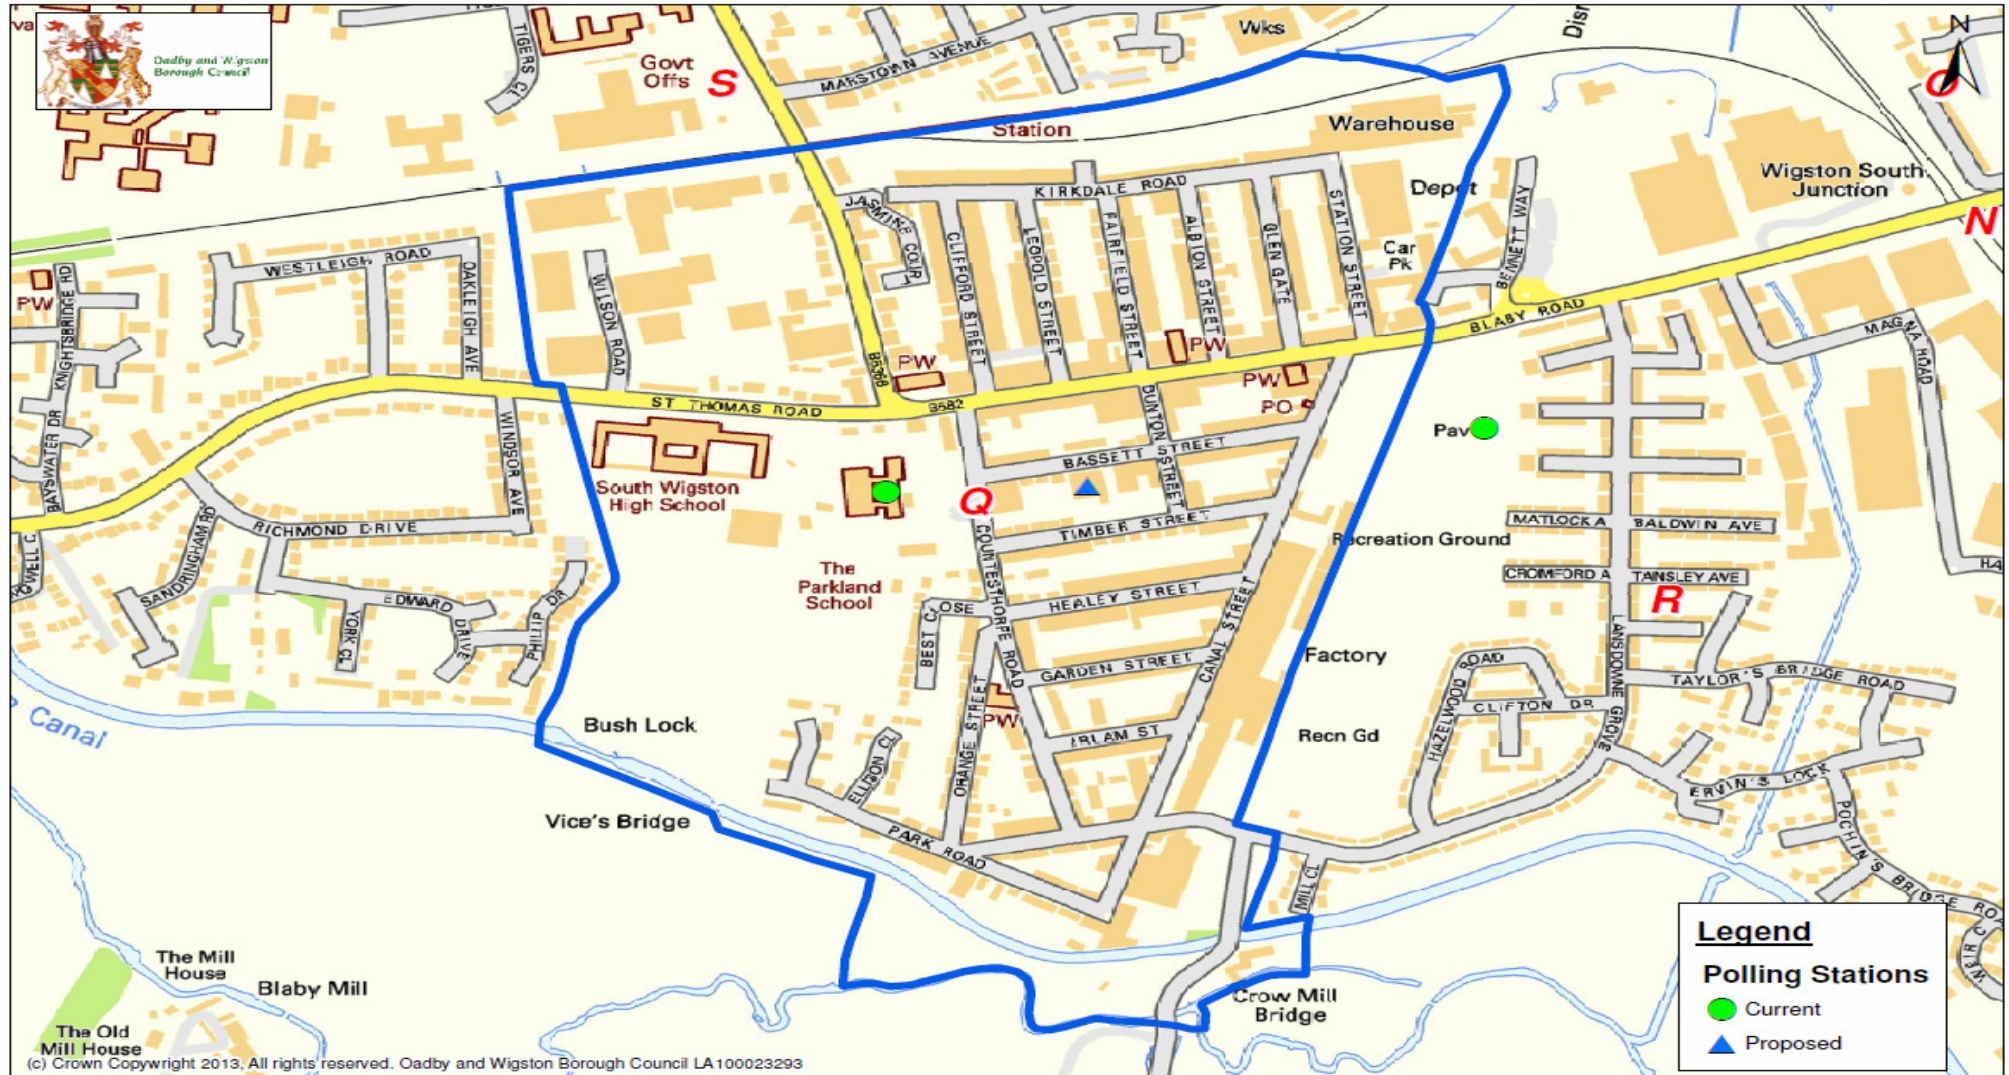 Oadby and Wigston
Borough Council
TIGERS CL
Govt
Offs
S
MARSTOWN AVENUE
Wks
N
O
Station
Warehouse
Wigston South
Junction
N
KIRKDALE ROAD
Depot
BENNETT WAY
JASMINE COURT
CLIFFORD STREET
LEOPOLD STREET
FAIRFIELD STREET
ALBION STREET
GLEN GATE
STATION STREET
Car
Pk
WESTLEIGH ROAD
OAKLEIGH AVE
WILSON ROAD
PW
KNIGHTSBRIDGE RD
BLABY ROAD
MAGNA ROAD
B5366
PW
PW
PW
PO
ST THOMAS ROAD
B582
BAYSWATER DR
WINDSOR AVE
DUNTON STREET
STREET
BASSETT STREET
Pav
South Wigston
High School
Q
RICHMOND DRIVE
SANDRINGHAM RD
TIMBER STREET
Recreation Ground
MATLOCK A
BALDWIN AVE
CROMFORD A
TANSLEY AVE
R
The
Parkland
School
COUNTESTHORPE ROAD
HEALEY STREET
CANAL STREET
BEST CLOSE
EDWARD
DRIVE
YORK CL
PHILLIP DR
GARDEN STREET
Factory
LANSDOWNE GROVE
TAYLOR'S BRIDGE ROAD
HAZELWOOD ROAD
CLIFTON DR
Canal
Bush Lock
ORANGE STREET
PW
IRLAM ST
Recn Gd
ELLISON CL
ERVIN'S LOCK
POCHIN'S BRIDGE ROA
Vice's Bridge
PARK ROAD
MILL CL
WEIR C
The Mill
House
Blaby Mill
Crow Mill
Bridge
The Old
Mill House
Legend
Polling Stations
Current
Proposed
(c) Crown Copywright 2013, All rights reserved. Oadby and Wigston Borough Council LA100023293